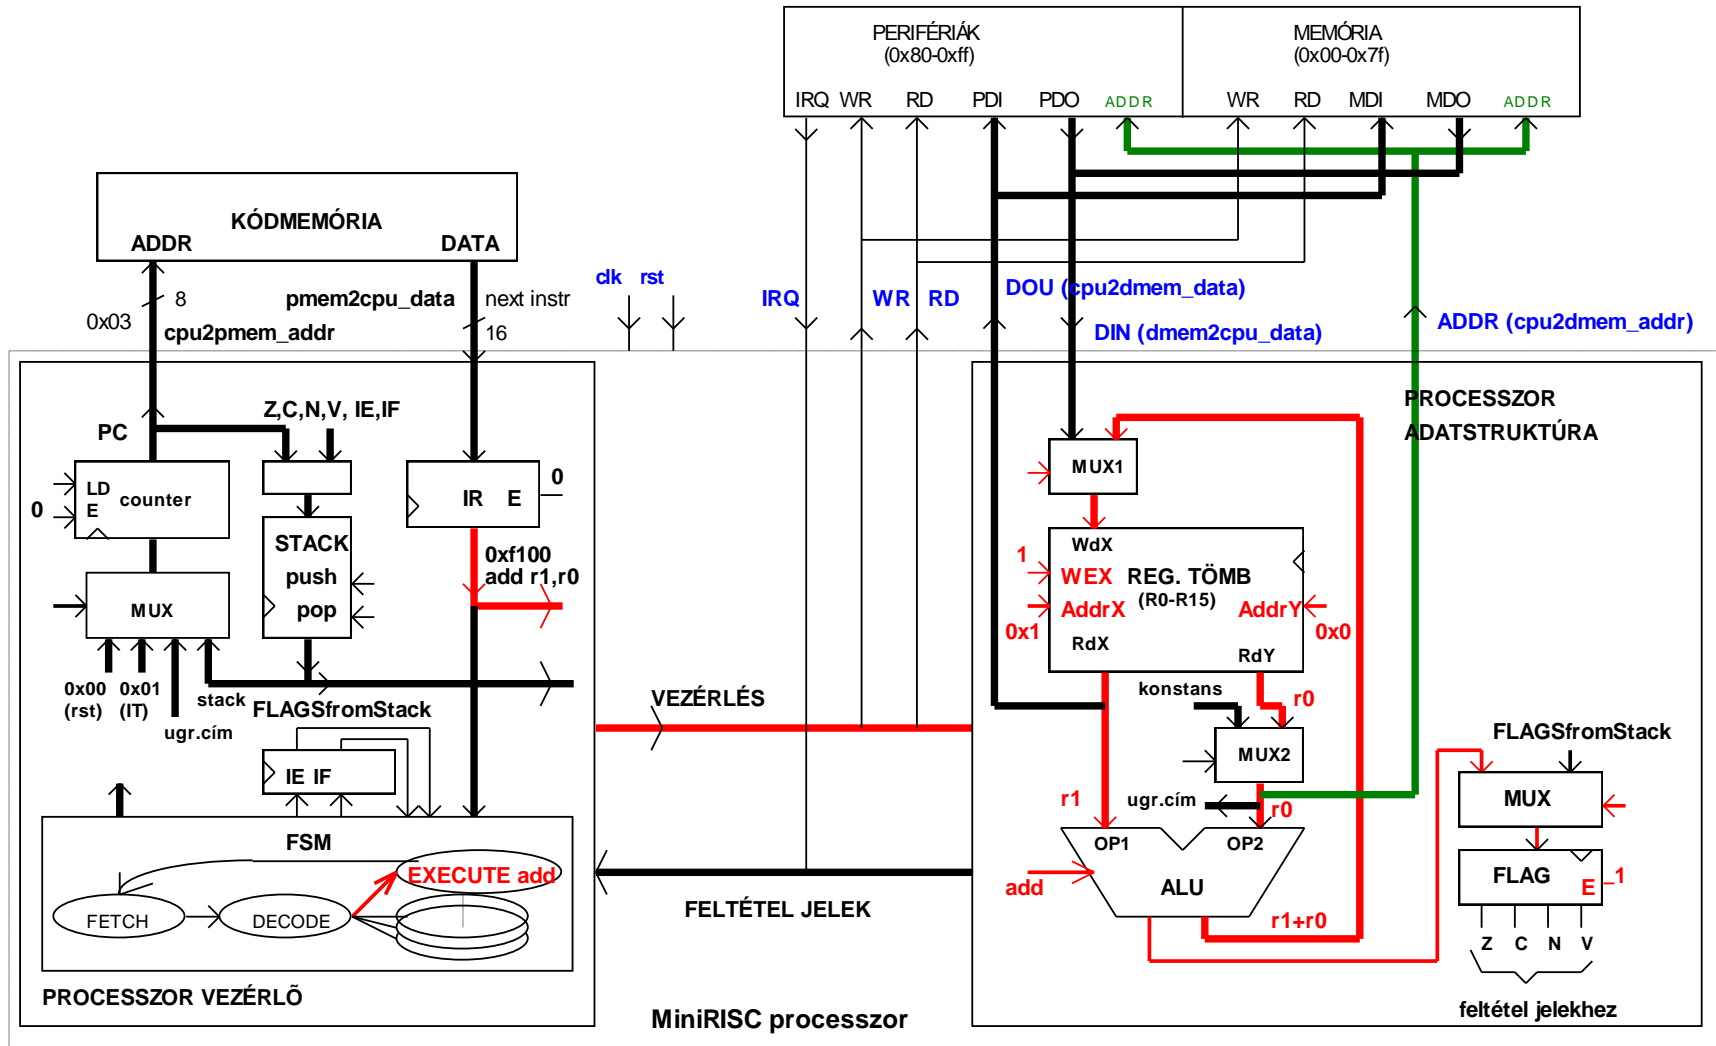 PERIFÉRIÁK
(0x80-0xff)
MEMÓRIA
(0x00-0x7f)
IRQ WR RD PDI PDO ADDR
WR RD MDI MDO ADDR
KÓDMEMÓRIA
ADDR DATA
8
0x03
cpu2pmem_addr
pmem2cpu_data
next instr
16
clk rst
IRQ
WR RD
DOU (cpu2dmem_data)
DIN (dmem2cpu_data)
ADDR (cpu2dmem_addr)
PC
Z,C,N,V, IE,IF
LD
E
counter
0
IR E
0
STACK
push
pop
0xf100
add r1,r0
MUX
0x00
(rst)
0x01
(IT)
ugr.cím
stack
FLAGSfromStack
IE IF
FSM
FETCH
DECODE
EXECUTE add
PROCESSZOR VEZÉRLÕ
VEZÉRLÉS
FELTÉTEL JELEK
MiniRISC processzor
PROCESSZOR
ADATSTRUKTÚRA
MUX1
WdX
1
WEX
REG. TÖMB
(R0-R15)
AddrX
AddrY
0x1
0x0
RdX
RdY
konstans
r0
MUX2
ugr.cím
r1
r0
OP1
OP2
add
ALU
r1+r0
FLAGSfromStack
MUX
FLAG E
1
Z C N V
feltétel jelekhez